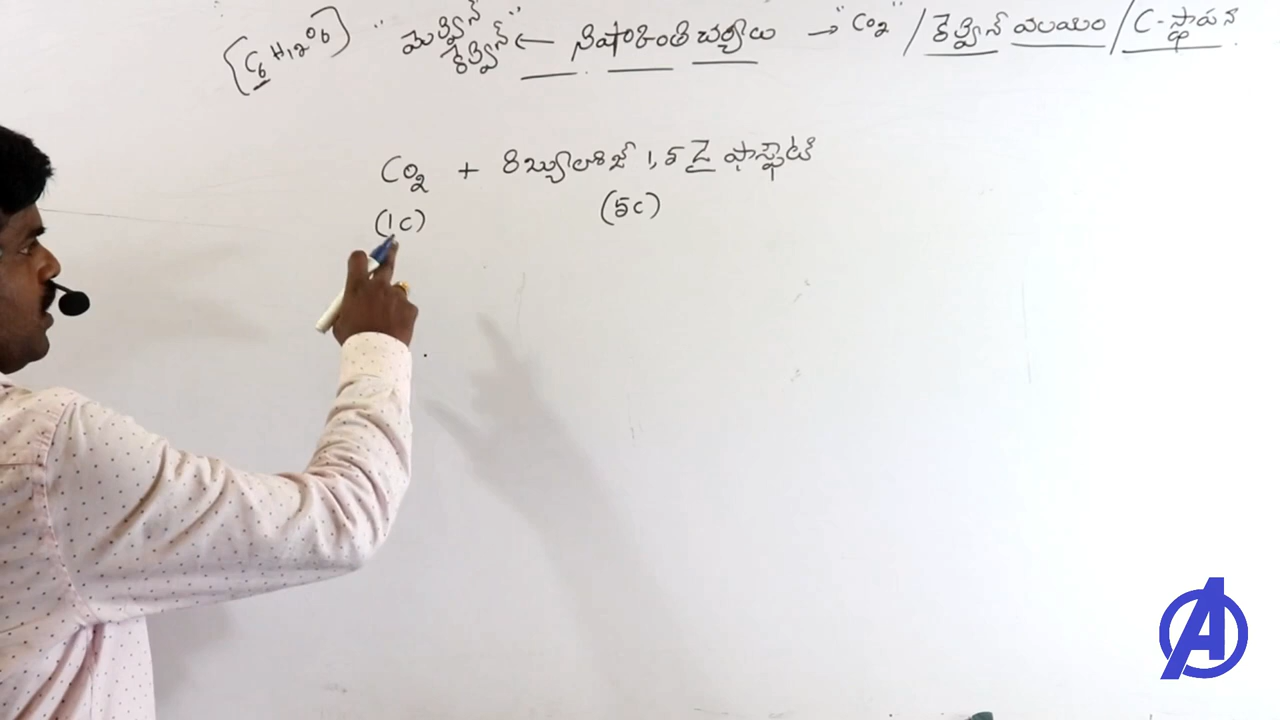 [C6H12O6] "మెల్విన్ కెల్విన్" ← నిష్కాంతి చర్యలు → "CO2" / కెల్విన్ వలయం / C-స్థాపన
CO2 + రిబ్యులోజ్ 1,5 డై ఫాస్ఫేట్
(1C) (5C)